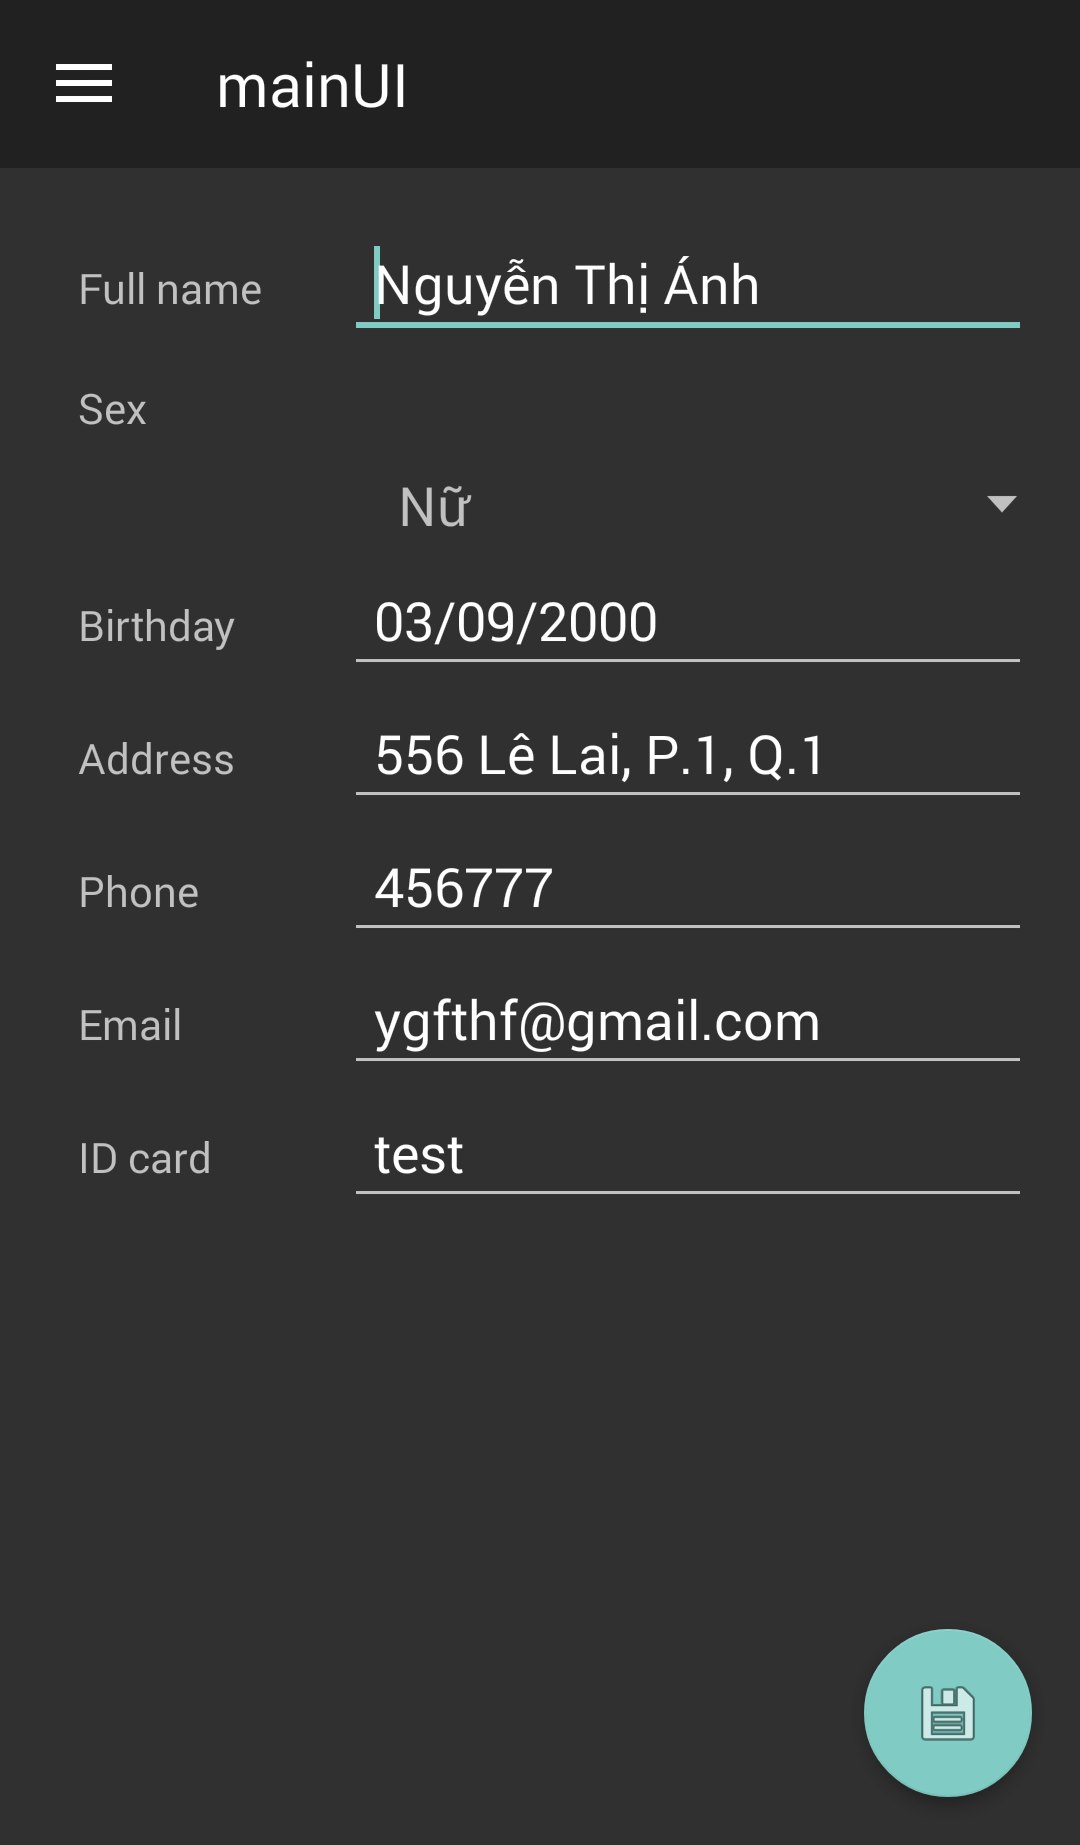 mainUI
Full name
Nguyễn Thị Ánh
Sex
Nữ
Birthday
03/09/2000
Address
556 Lê Lai, P.1, Q.1
Phone
456777
Email
ygfthf@gmail.com
ID card
test